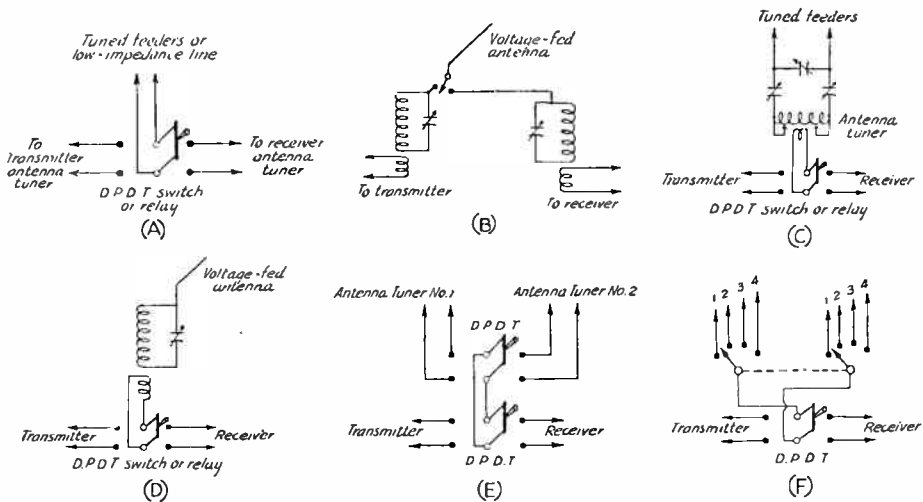 Tuned feeders or
low-impedance line
To
Transmitter
antenna
tuner
To receiver
antenna
tuner
D.P.D.T switch
or relay
(A)
Voltage-fed
antenna
To transmitter
To receiver
(B)
Tuned feeders
Antenna
tuner
Transmitter
Receiver
D P D T switch or relay
(C)
Voltage-fed
antenna
Transmitter
Receiver
D.P.D T switch or relay
(D)
Antenna Tuner No.1
Antenna Tuner No.2
D P D T
Transmitter
Receiver
D P.D.T
(E)
1 2 3 4
1 2 3 4
Transmitter
Receiver
D.P.D T
(F)